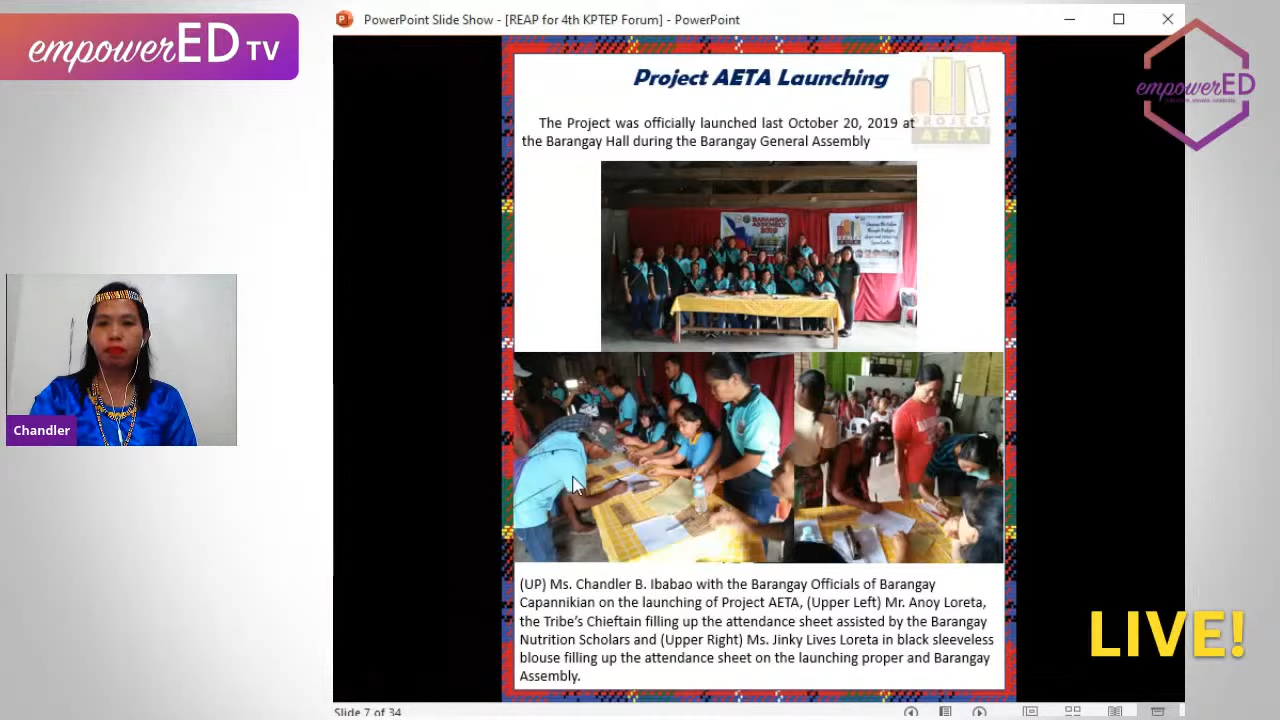 PowerPoint Slide Show - [REAP for 4th KPTEP Forum] - PowerPoint
empowerED TV
empowerED
Project AETA Launching
PROJECT
AETA
The Project was officially launched last October 20, 2019 at
the Barangay Hall during the Barangay General Assembly
BARANGAY
ASSEMBLY
2019
Chandler
(UP) Ms. Chandler B. Ibabao with the Barangay Officials of Barangay
Capannikian on the launching of Project AETA, (Upper Left) Mr. Anoy Loreta,
the Tribe's Chieftain filling up the attendance sheet assisted by the Barangay
Nutrition Scholars and (Upper Right) Ms. Jinky Lives Loreta in black sleeveless
blouse filling up the attendance sheet on the launching proper and Barangay
Assembly.
LIVE!
Slide 7 of 34